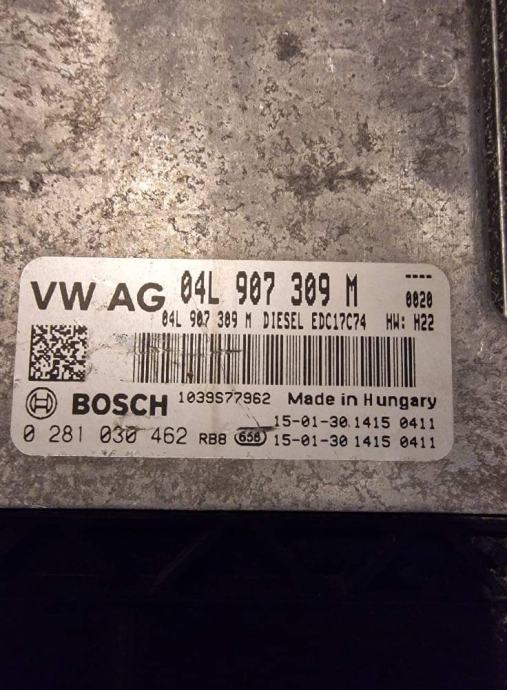 VW AG 04L 907 309 M ----
0020
04L 907 309 M DIESEL EDC17C74 HW: H22
BOSCH 1039S77962 Made in Hungary
15-01-30 1415 0411
0 281 030 462 RB8 656 15-01-30 1415 0411